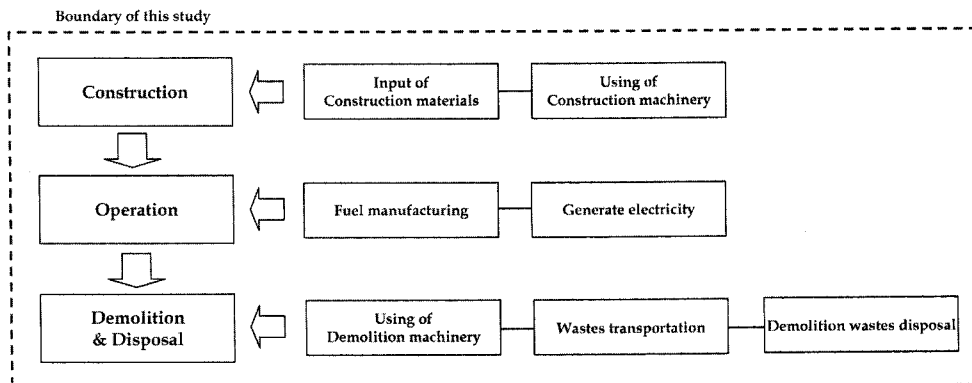 Boundary of this study
Construction
Input of
Construction materials
Using of
Construction machinery
Operation
Fuel manufacturing
Generate electricity
Demolition
& Disposal
Using of
Demolition machinery
Wastes transportation
Demolition wastes disposal